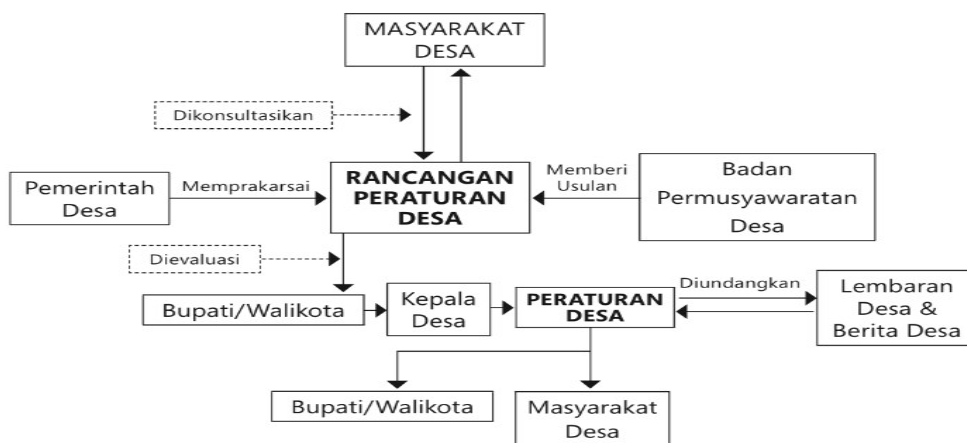 MASYARAKAT
DESA
Dikonsultasikan
Pemerintah
Desa
Memprakarsai
RANCANGAN
PERATURAN
DESA
Memberi
Usulan
Badan
Permusyawaratan
Desa
Dievaluasi
Bupati/Walikota
Kepala
Desa
PERATURAN
DESA
Diundangkan
Lembaran
Desa &
Berita Desa
Bupati/Walikota
Masyarakat
Desa